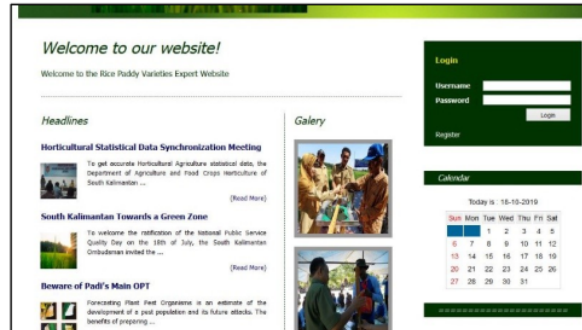 Welcome to our website!
Welcome to the Rice Paddy Varieties Expert Website
Headlines
Horticultural Statistical Data Synchronization Meeting
To get accurate Horticultural Agriculture statistical data, the
Department of Agriculture and Food Crops Horticulture of
South Kalimantan ...
(Read More)
South Kalimantan Towards a Green Zone
To welcome the ratification of the National Public Service
Quality Day on the 18th of July, the South Kalimantan
Ombudsman invited the ...
(Read More)
Beware of Padi's Main OPT
Forecasting Plant Pest Organisms is an estimate of the
development of a pest population and its future attacks. The
benefits of preparing ...
Galery
Login
Username
Password
Login
Register
Calendar
Today is : 18-10-2019
Sun Mon Tue Wed Thu Fri Sat
1 2 3 4 5
6 7 8 9 10 11 12
13 14 15 16 17 18 19
20 21 22 23 24 25 26
27 28 29 30 31